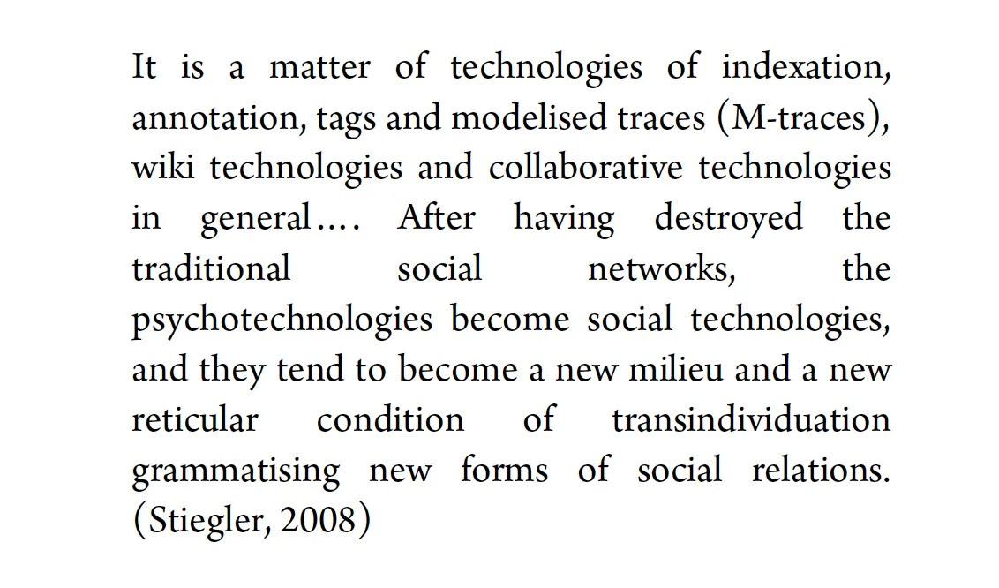 It is a matter of technologies of indexation,
annotation, tags and modelised traces (M-traces),
wiki technologies and collaborative technologies
in general…. After having destroyed the
traditional social networks, the
psychotechnologies become social technologies,
and they tend to become a new milieu and a new
reticular condition of transindividuation
grammatising new forms of social relations.
(Stiegler, 2008)